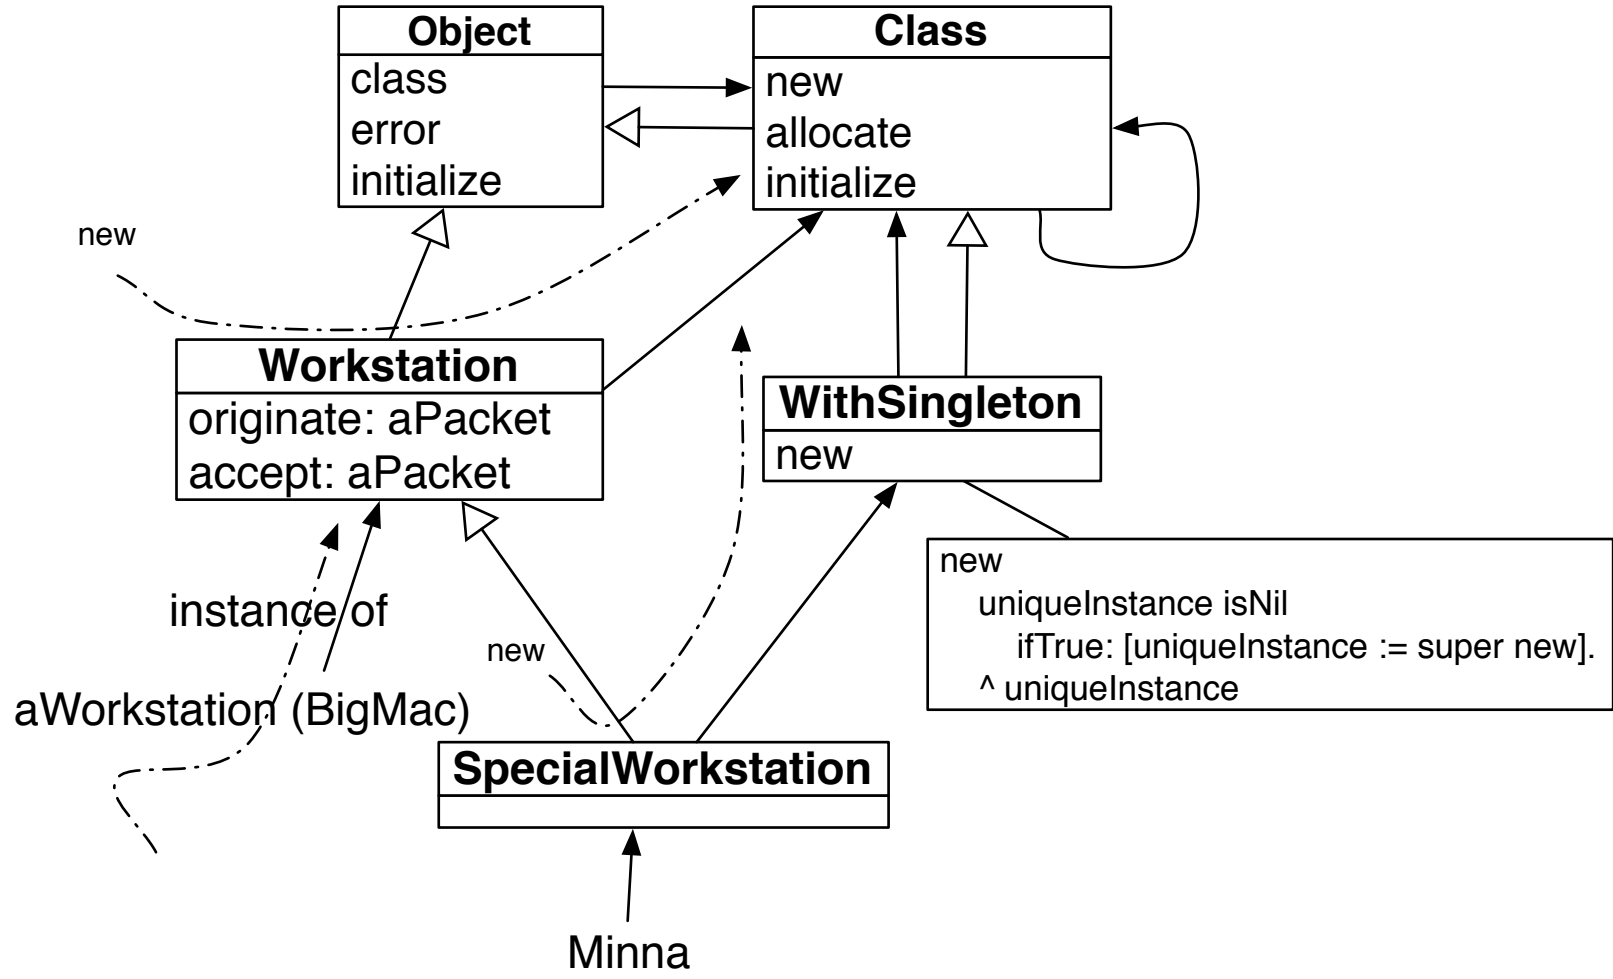 Object
class
error
initialize
Class
new
allocate
initialize
new
Workstation
originate: aPacket
accept: aPacket
WithSingleton
new
new
uniqueInstance isNil
ifTrue: [uniqueInstance := super new].
^ uniqueInstance
instance of
new
aWorkstation (BigMac)
SpecialWorkstation
Minna